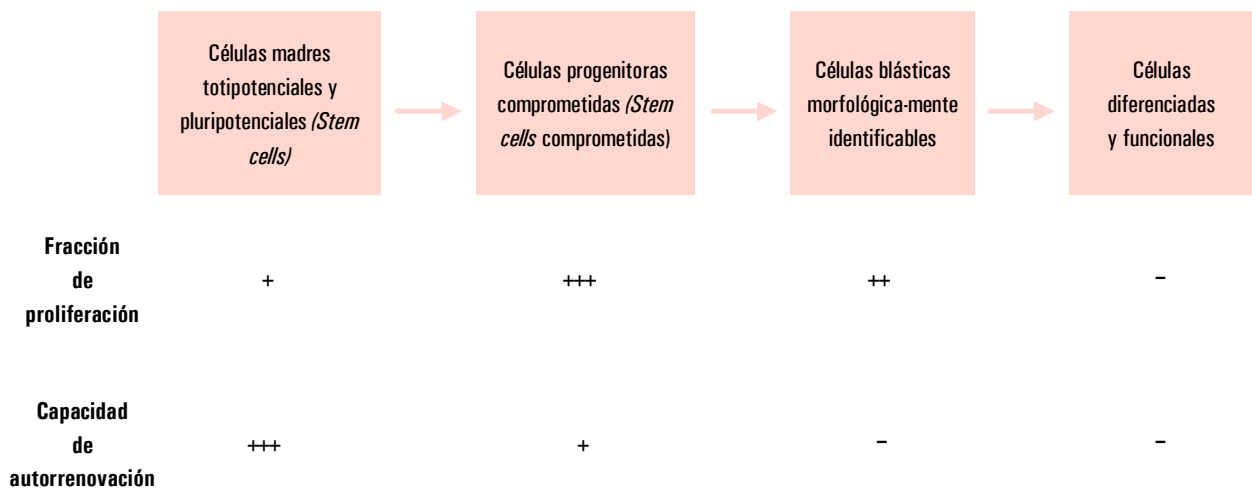 Células madres
totipotenciales y
pluripotenciales (Stem
cells)
Células progenitoras
comprometidas (Stem
cells comprometidas)
Células blásticas
morfológica-mente
identificables
Células
diferenciadas
y funcionales
Fracción
de
proliferación
+
+++
++
–
Capacidad
de
autorrenovación
+++
+
–
–